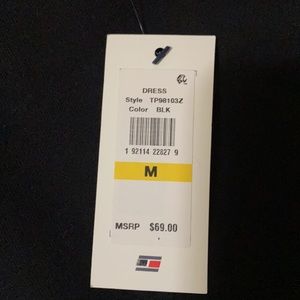 DRESS
Style TP98103Z
Color BLK
1 92114 22827 9
M
MSRP $69.00